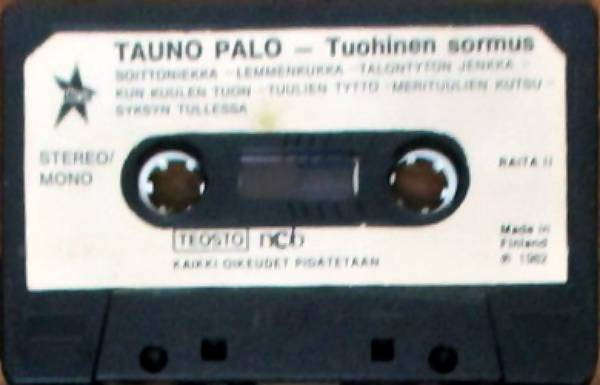 TAUNO PALO – Tuohinen sormus
SOITTONIEKKA – LEMMENKUKKA – TALONTYTÖN JENKKA –
KUN KUULEN TUON – TUULIEN TYTTÖ – MERITUULIEN KUTSU –
SYKSYN TULLESSA
STEREO/
MONO
RAITA II
TEOSTO ncb
Made in
Finland
℗ 1982
KAIKKI OIKEUDET PIDÄTETÄÄN